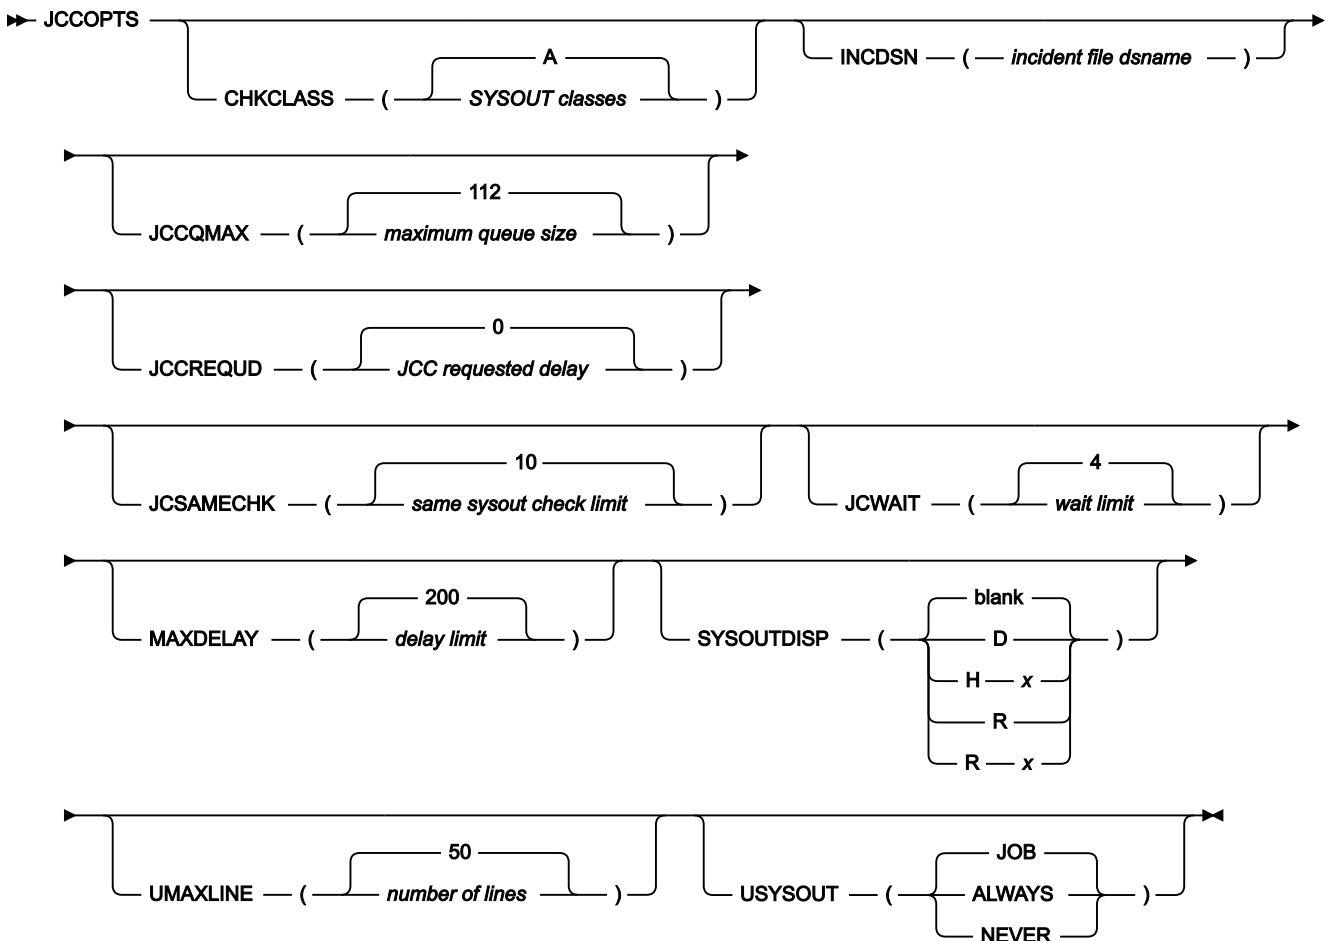 JCCOPTS
CHKCLASS ( A SYSOUT classes )
INCDSN ( incident file dsname )
JCCQMAX ( 112 maximum queue size )
JCCREQUD ( 0 JCC requested delay )
JCSAMECHK ( 10 same sysout check limit )
JCWAIT ( 4 wait limit )
MAXDELAY ( 200 delay limit )
SYSOUTDISP ( blank D H x R R x )
UMAXLINE ( 50 number of lines )
USYSOUT ( JOB ALWAYS NEVER )